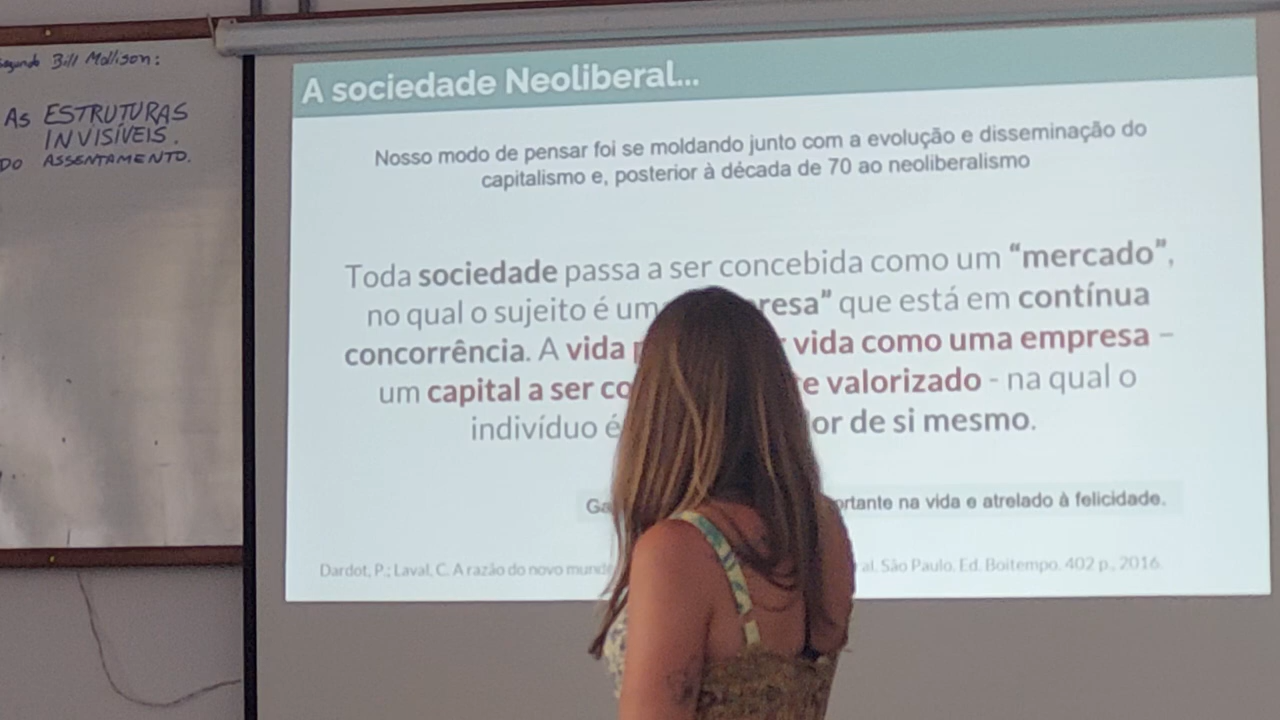 segundo Bill Mollison:
AS ESTRUTURAS
INVISÍVEIS.
DO ASSENTAMENTO.
A sociedade Neoliberal...
Nosso modo de pensar foi se moldando junto com a evolução e disseminação do
capitalismo e, posterior à década de 70 ao neoliberalismo
Toda sociedade passa a ser concebida como um “mercado”,
no qual o sujeito é um resa” que está em contínua
concorrência. A vida vida como uma empresa –
um capital a ser co e valorizado - na qual o
indivíduo é or de si mesmo.
Ga ortante na vida e atrelado à felicidade.
Dardot, P.; Laval, C. A razão do novo mund al. São Paulo. Ed. Boitempo. 402 p., 2016.